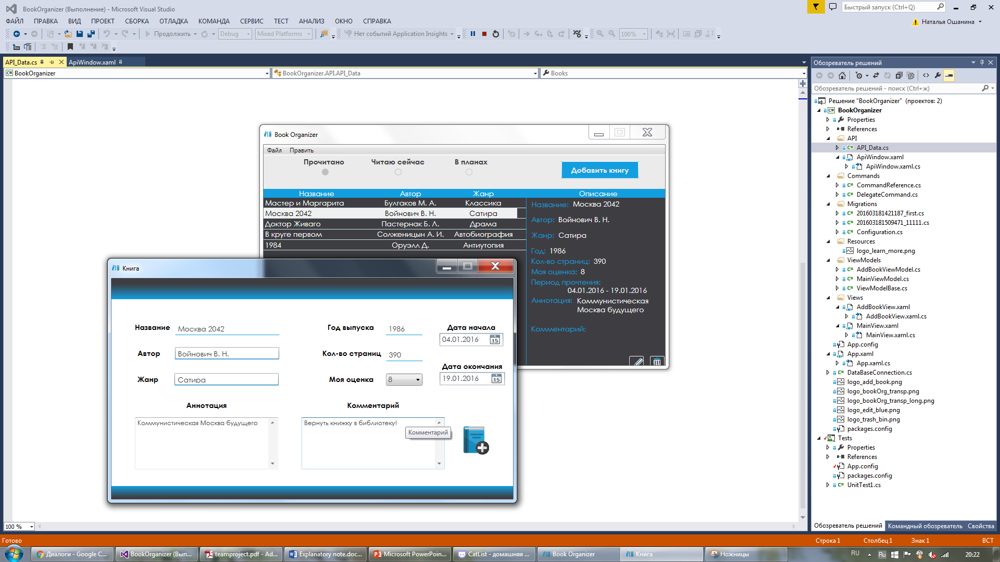 BookOrganizer (Выполнение) - Microsoft Visual Studio
Быстрый запуск (Ctrl+Q)
ФАЙЛ ПРАВКА ВИД ПРОЕКТ СБОРКА ОТЛАДКА КОМАНДА СЕРВИС ТЕСТ АНАЛИЗ ОКНО СПРАВКА
Наталья Ошанина
Продолжить Debug Mixed Platforms Нет событий Application Insights 100%
API_Data.cs ApiWindow.xaml
BookOrganizer BookOrganizer.API.API_Data Books
Book Organizer
Файл Править
Прочитано Читаю сейчас В планах
Добавить книгу
Название Автор Жанр Описание
Мастер и Маргарита Булгаков М. А. Классика
Москва 2042 Войнович В. Н. Сатира
Доктор Живаго Пастернак Б. Л. Драма
В круге первом Солженицын А. И. Автобиография
1984 Оруэлл Д. Антиутопия
Название: Москва 2042
Автор: Войнович В. Н.
Жанр: Сатира
Год: 1986
Кол-во страниц: 390
Моя оценка: 8
Период прочтения:
04.01.2016 - 19.01.2016
Аннотация: Коммунистическая
Москва будущего
Комментарий:
Книга
Название Москва 2042 Год выпуска 1986 Дата начала
04.01.2016 15
Автор Войнович В. Н. Кол-во страниц 390
Дата окончания
Жанр Сатира Моя оценка 8 19.01.2016 15
Аннотация Комментарий
Коммунистическая Москва будущего Вернуть книжку в библиотеку!
Комментарий
Обозреватель решений
Обозреватель решений - поиск (Ctrl+ж)
Решение "BookOrganizer" (проектов: 2)
BookOrganizer
Properties
References
API
API_Data.cs
ApiWindow.xaml
ApiWindow.xaml.cs
Commands
CommandReference.cs
DelegateCommand.cs
Migrations
201603181421187_first.cs
201603181509471_11111.cs
Configuration.cs
Resources
logo_learn_more.png
ViewModels
AddBookViewModel.cs
MainViewModel.cs
ViewModelBase.cs
Views
AddBookView.xaml
AddBookView.xaml.cs
MainView.xaml
MainView.xaml.cs
App.config
App.xaml
App.xaml.cs
DataBaseConnection.cs
logo_add_book.png
logo_bookOrg_transp.png
logo_bookOrg_transp_long.png
logo_edit_blue.png
logo_trash_bin.png
packages.config
Tests
Properties
References
App.config
packages.config
UnitTest1.cs
100 %
Обозреватель решений Командный обозреватель Свойства
Готово Строка 1 Столбец 1 Знак 1 ВСТ
Диалоги - Google C... BookOrganizer (Вып... teamproject.pdf - Ad... Explanatory note.doc... Microsoft PowerPoin... CatList - домашняя ... Book Organizer Книга Ножницы RU Ru 20:22